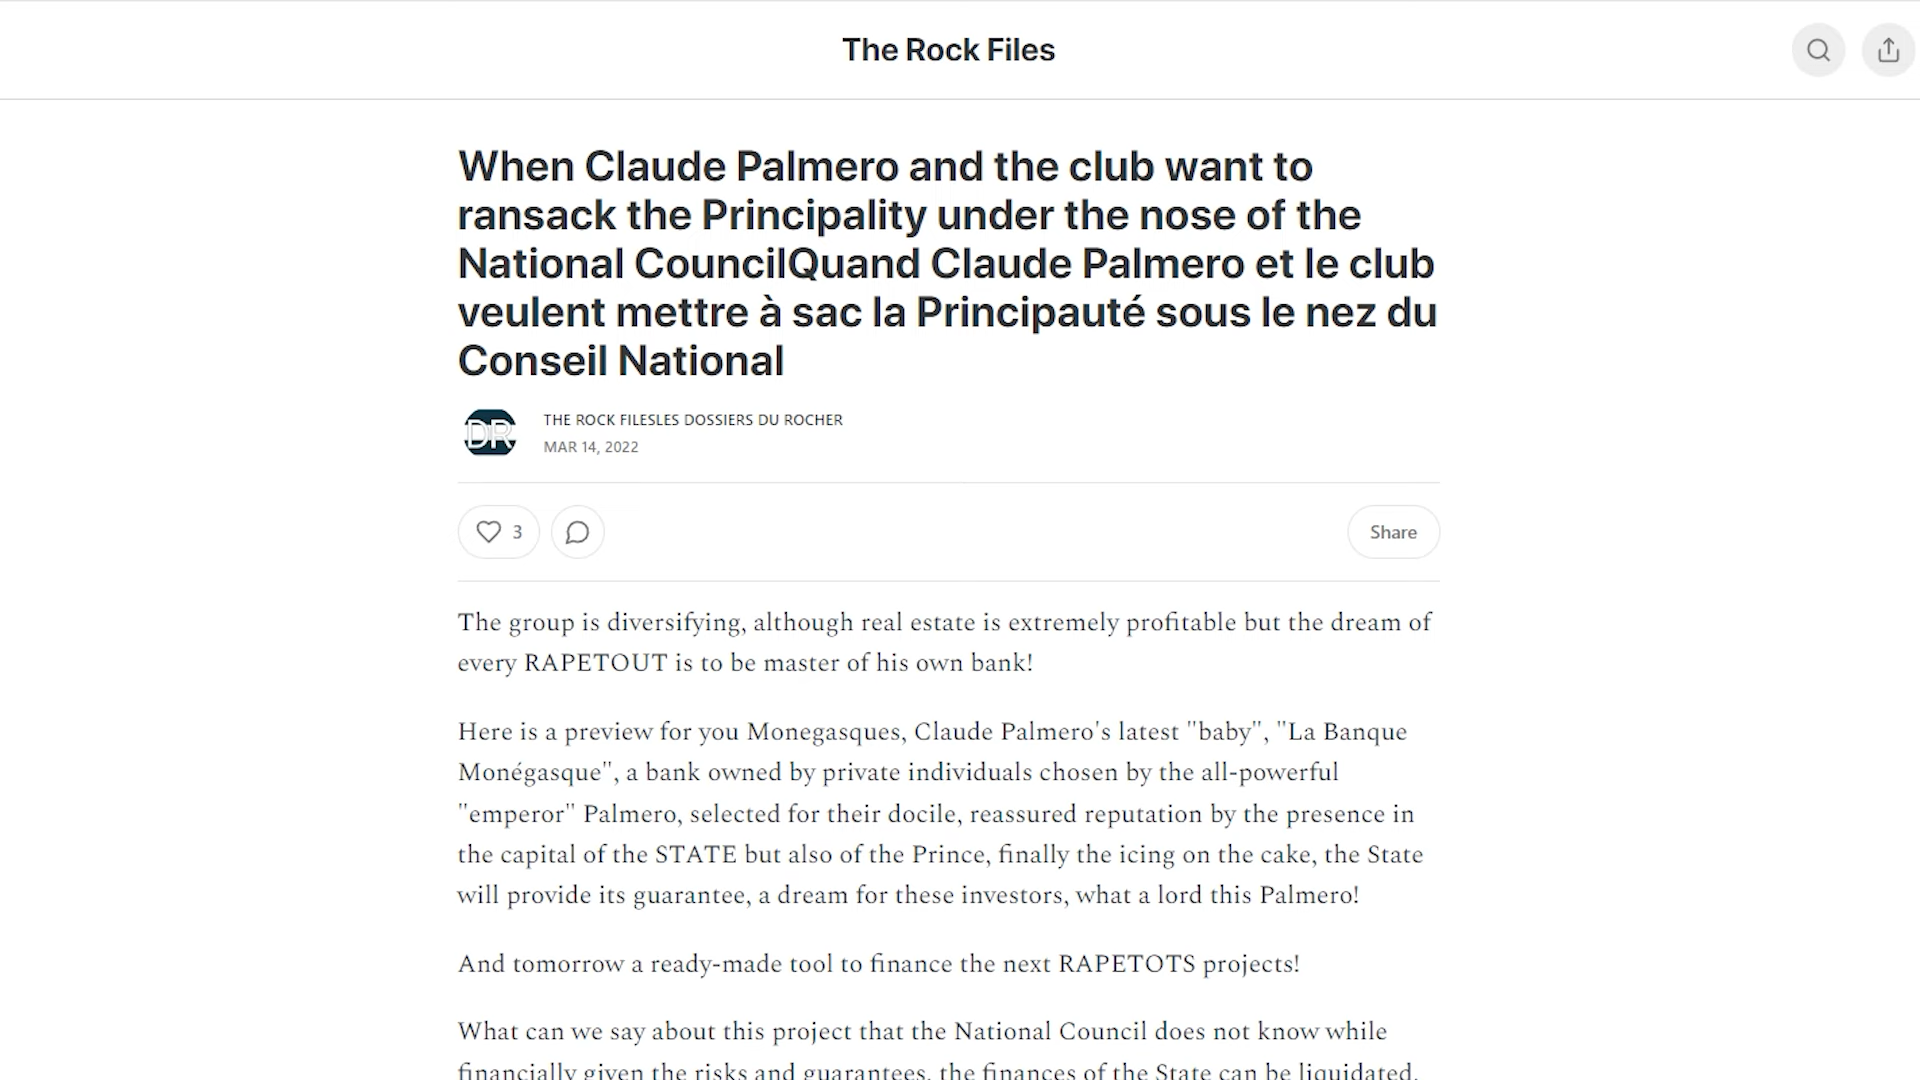 The Rock Files
When Claude Palmero and the club want to
ransack the Principality under the nose of the
National CouncilQuand Claude Palmero et le club
veulent mettre à sac la Principauté sous le nez du
Conseil National
DR
THE ROCK FILESLES DOSSIERS DU ROCHER
MAR 14, 2022
3
Share
The group is diversifying, although real estate is extremely profitable but the dream of
every RAPETOUT is to be master of his own bank!
Here is a preview for you Monegasques, Claude Palmero's latest "baby", "La Banque
Monégasque", a bank owned by private individuals chosen by the all-powerful
"emperor" Palmero, selected for their docile, reassured reputation by the presence in
the capital of the STATE but also of the Prince, finally the icing on the cake, the State
will provide its guarantee, a dream for these investors, what a lord this Palmero!
And tomorrow a ready-made tool to finance the next RAPETOTS projects!
What can we say about this project that the National Council does not know while
financially given the risks and guarantees, the finances of the State can be liquidated.